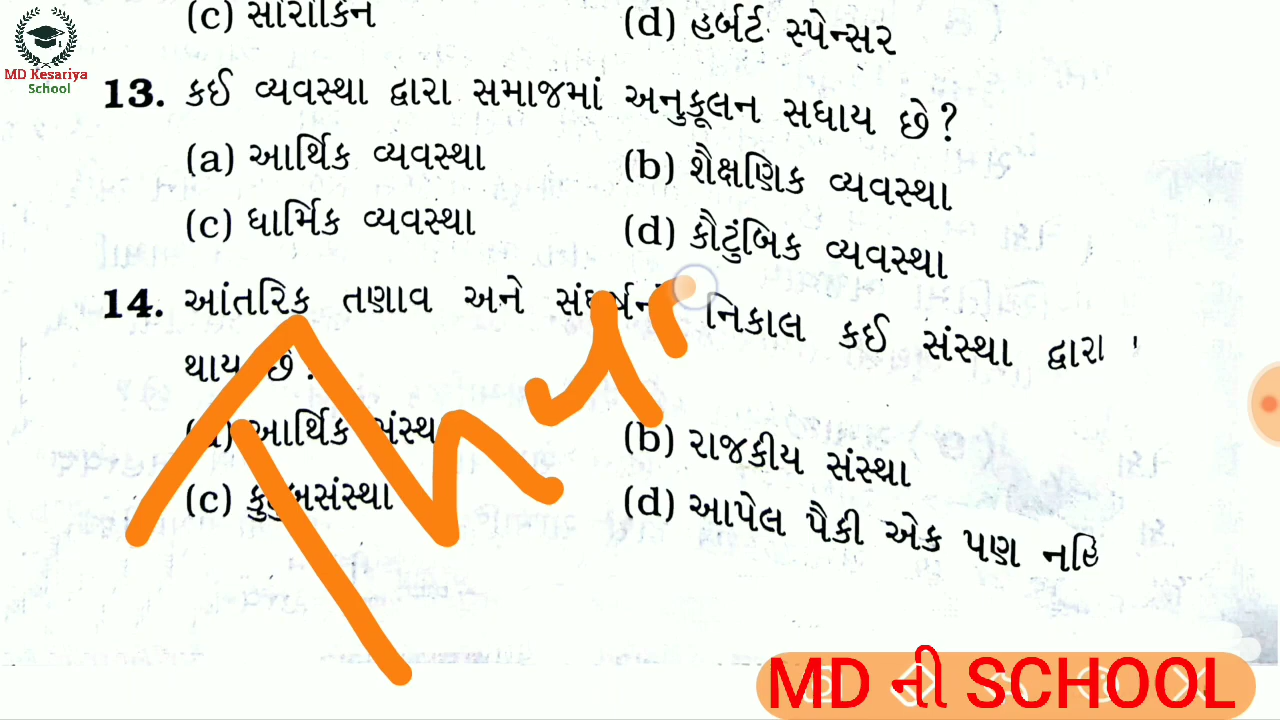 (c) સોરોકિન
(d) હર્બર્ટ સ્પેન્સર
MD Kesariya
School
13. કઈ વ્યવસ્થા દ્વારા સમાજમાં અનુકૂલન સધાય છે?
(a) આર્થિક વ્યવસ્થા
(b) શૈક્ષણિક વ્યવસ્થા
(c) ધાર્મિક વ્યવસ્થા
(d) કૌટુંબિક વ્યવસ્થા
14. આંતરિક તણાવ અને નિકાલ કઈ સંસ્થા દ્વારા
થાય છે
આર્થિક
(b) રાજકીય સંસ્થા
(c)
(d) આપેલ પૈકી એક પણ નહિ
MD ની SCHOOL